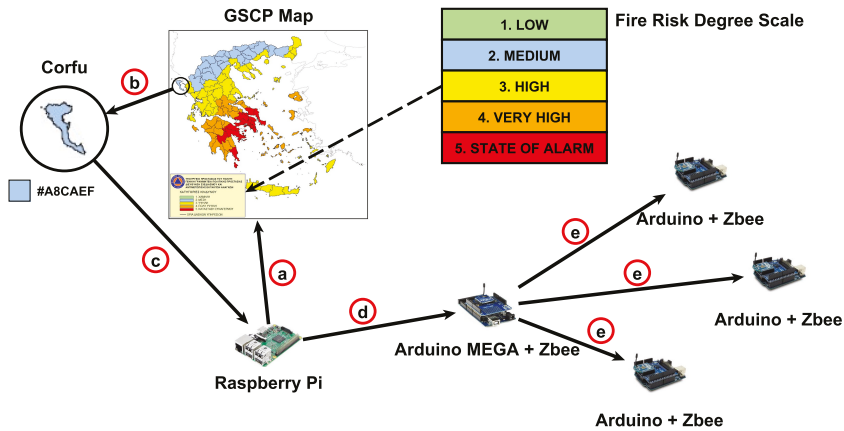 GSCP Map
Fire Risk Degree Scale
1. LOW
2. MEDIUM
3. HIGH
4. VERY HIGH
5. STATE OF ALARM
Corfu
b
#A8CAEF
c
a
d
e
e
e
Arduino + Zbee
Arduino + Zbee
Arduino MEGA + Zbee
Raspberry Pi
Arduino + Zbee